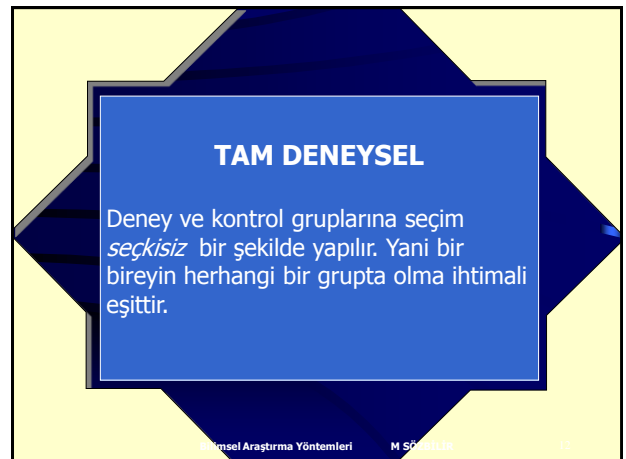 TAM DENEYSEL
Deney ve kontrol gruplarına seçim
seçkisiz bir şekilde yapılır. Yani bir
bireyin herhangi bir grupta olma ihtimali
eşittir.
Araştırma Yöntemleri M